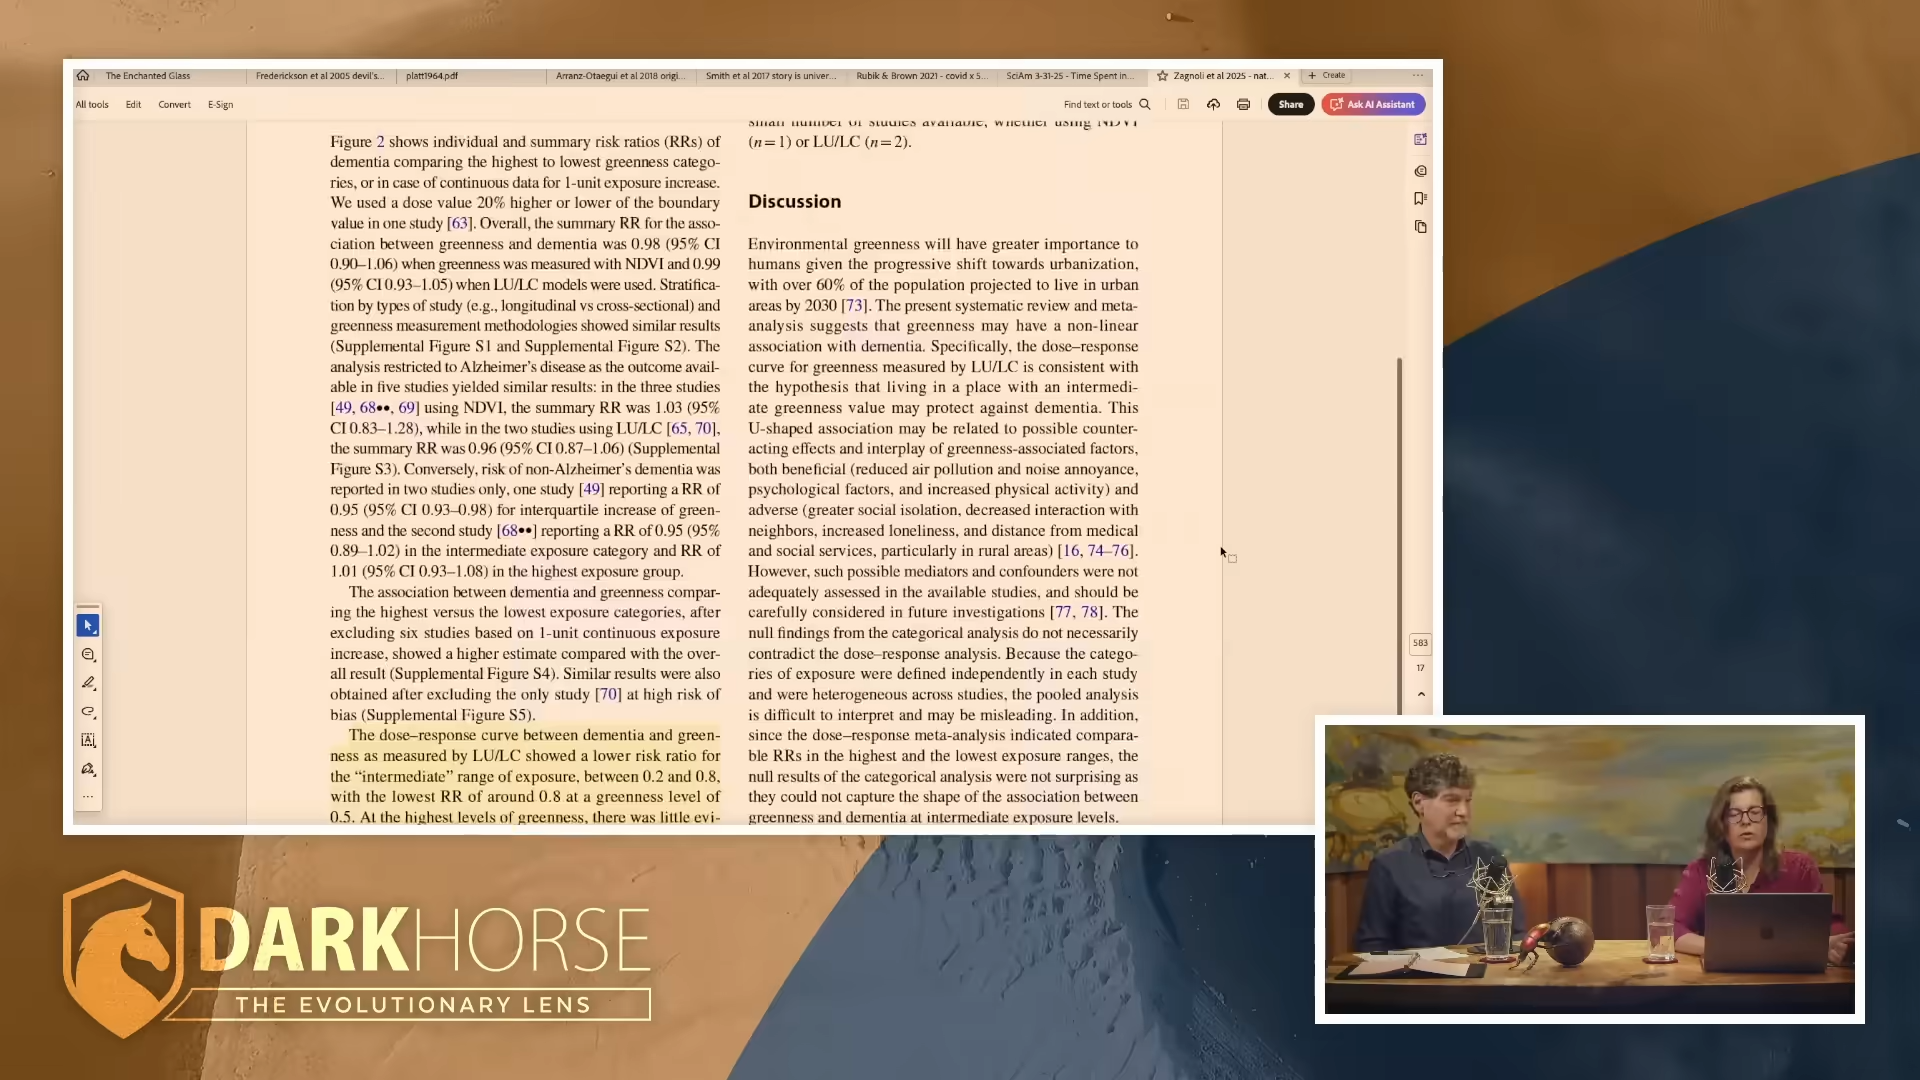 The Enchanted Glass
Frederickson et al 2005 devil's...
platt1964.pdf
Arranz-Otaegui et al 2018 origi...
Smith et al 2017 story is univer...
Rubik & Brown 2021 - covid x 5...
SciAm 3-31-25 - Time Spent in...
Zagnoli et al 2025 - nat...
+ Create
All tools
Edit
Convert
E-Sign
Find text or tools
Share
Ask AI Assistant
Figure 2 shows individual and summary risk ratios (RRs) of
dementia comparing the highest to lowest greenness catego-
ries, or in case of continuous data for 1-unit exposure increase.
We used a dose value 20% higher or lower of the boundary
value in one study [63]. Overall, the summary RR for the asso-
ciation between greenness and dementia was 0.98 (95% CI
0.90–1.06) when greenness was measured with NDVI and 0.99
(95% CI 0.93–1.05) when LU/LC models were used. Stratifica-
tion by types of study (e.g., longitudinal vs cross-sectional) and
greenness measurement methodologies showed similar results
(Supplemental Figure S1 and Supplemental Figure S2). The
analysis restricted to Alzheimer's disease as the outcome avail-
able in five studies yielded similar results: in the three studies
[49, 68••, 69] using NDVI, the summary RR was 1.03 (95%
CI 0.83–1.28), while in the two studies using LU/LC [65, 70],
the summary RR was 0.96 (95% CI 0.87–1.06) (Supplemental
Figure S3). Conversely, risk of non-Alzheimer's dementia was
reported in two studies only, one study [49] reporting a RR of
0.95 (95% CI 0.93–0.98) for interquartile increase of green-
ness and the second study [68••] reporting a RR of 0.95 (95%
0.89–1.02) in the intermediate exposure category and RR of
1.01 (95% CI 0.93–1.08) in the highest exposure group.
The association between dementia and greenness compar-
ing the highest versus the lowest exposure categories, after
excluding six studies based on 1-unit continuous exposure
increase, showed a higher estimate compared with the over-
all result (Supplemental Figure S4). Similar results were also
obtained after excluding the only study [70] at high risk of
bias (Supplemental Figure S5).
The dose–response curve between dementia and green-
ness as measured by LU/LC showed a lower risk ratio for
the “intermediate” range of exposure, between 0.2 and 0.8,
with the lowest RR of around 0.8 at a greenness level of
0.5. At the highest levels of greenness, there was little evi-
small number of studies available, whether using NDVI
(n=1) or LU/LC (n=2).
Discussion
Environmental greenness will have greater importance to
humans given the progressive shift towards urbanization,
with over 60% of the population projected to live in urban
areas by 2030 [73]. The present systematic review and meta-
analysis suggests that greenness may have a non-linear
association with dementia. Specifically, the dose–response
curve for greenness measured by LU/LC is consistent with
the hypothesis that living in a place with an intermedi-
ate greenness value may protect against dementia. This
U-shaped association may be related to possible counter-
acting effects and interplay of greenness-associated factors,
both beneficial (reduced air pollution and noise annoyance,
psychological factors, and increased physical activity) and
adverse (greater social isolation, decreased interaction with
neighbors, increased loneliness, and distance from medical
and social services, particularly in rural areas) [16, 74–76].
However, such possible mediators and confounders were not
adequately assessed in the available studies, and should be
carefully considered in future investigations [77, 78]. The
null findings from the categorical analysis do not necessarily
contradict the dose–response analysis. Because the catego-
ries of exposure were defined independently in each study
and were heterogeneous across studies, the pooled analysis
is difficult to interpret and may be misleading. In addition,
since the dose–response meta-analysis indicated compara-
ble RRs in the highest and the lowest exposure ranges, the
null results of the categorical analysis were not surprising as
they could not capture the shape of the association between
greenness and dementia at intermediate exposure levels.
583
17
DARKHORSE
THE EVOLUTIONARY LENS